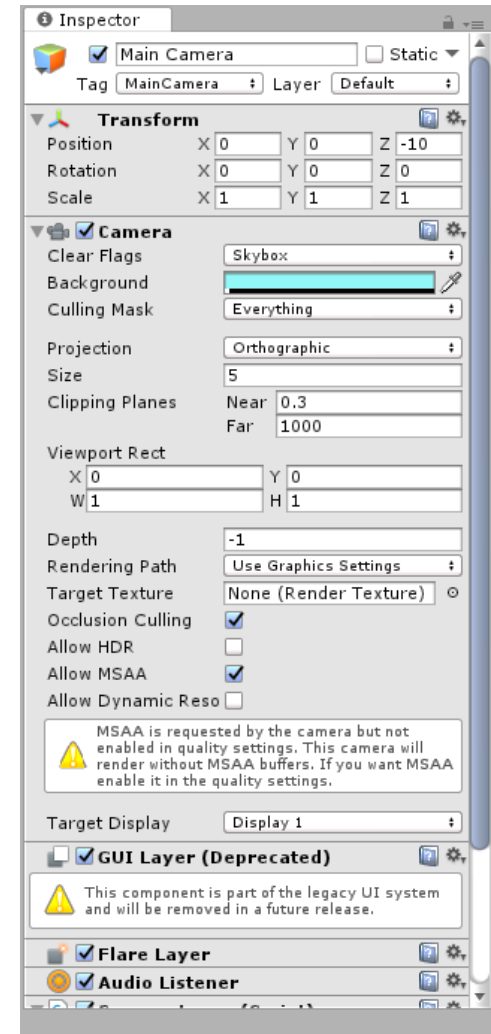 Inspector
Main Camera Static
Tag MainCamera Layer Default
Transform
Position X 0 Y 0 Z -10
Rotation X 0 Y 0 Z 0
Scale X 1 Y 1 Z 1
Camera
Clear Flags Skybox
Background
Culling Mask Everything
Projection Orthographic
Size 5
Clipping Planes Near 0.3
Far 1000
Viewport Rect
X 0 Y 0
W 1 H 1
Depth -1
Rendering Path Use Graphics Settings
Target Texture None (Render Texture)
Occlusion Culling
Allow HDR
Allow MSAA
Allow Dynamic Reso
MSAA is requested by the camera but not
enabled in quality settings. This camera will
render without MSAA buffers. If you want MSAA
enable it in the quality settings.
Target Display Display 1
GUI Layer (Deprecated)
This component is part of the legacy UI system
and will be removed in a future release.
Flare Layer
Audio Listener